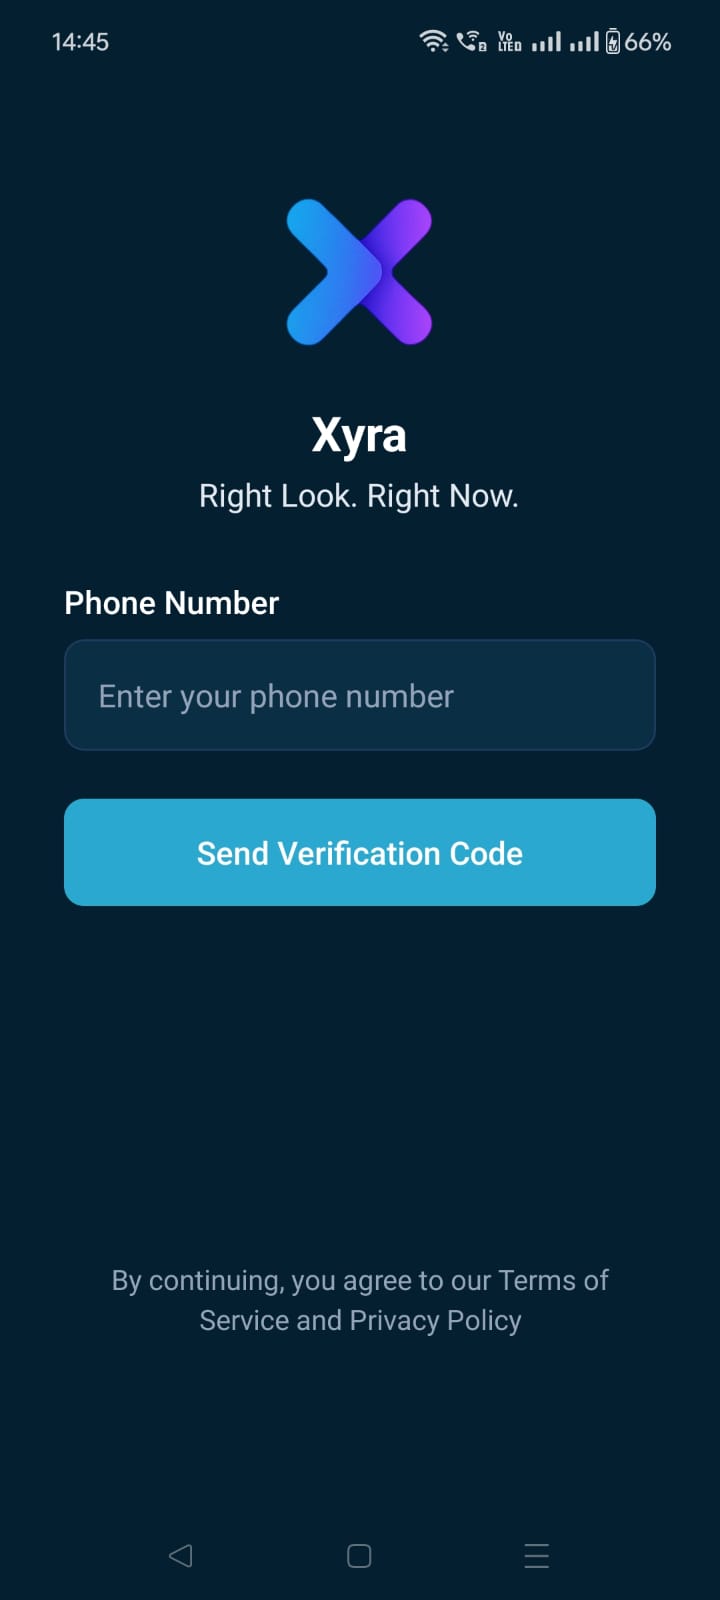 14:45
2
Vo
LTE
66%
Xyra
Right Look. Right Now.
Phone Number
Enter your phone number
Send Verification Code
By continuing, you agree to our Terms of
Service and Privacy Policy